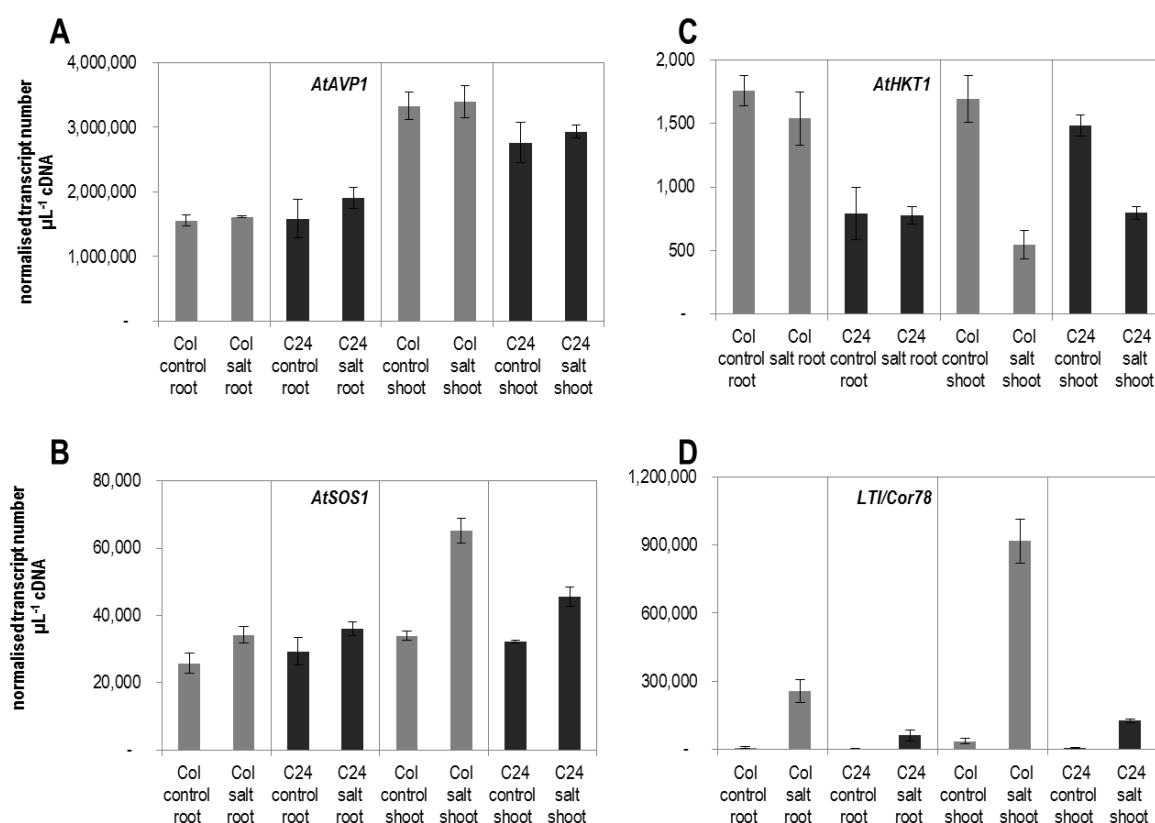 A
normalised transcript number
µL⁻¹ cDNA
4,000,000
3,000,000
2,000,000
1,000,000
-
AtAVP1
Col control root
Col salt root
C24 control root
C24 salt root
Col control shoot
Col salt shoot
C24 control shoot
C24 salt shoot
C
2,000
1,500
1,000
500
-
AtHKT1
Col control root
Col salt root
C24 control root
C24 salt root
Col control shoot
Col salt shoot
C24 control shoot
C24 salt shoot
B
normalised transcript number
µL⁻¹ cDNA
80,000
60,000
40,000
20,000
-
AtSOS1
Col control root
Col salt root
C24 control root
C24 salt root
Col control shoot
Col salt shoot
C24 control shoot
C24 salt shoot
D
1,200,000
900,000
600,000
300,000
-
LTI/Cor78
Col control root
Col salt root
C24 control root
C24 salt root
Col control shoot
Col salt shoot
C24 control shoot
C24 salt shoot